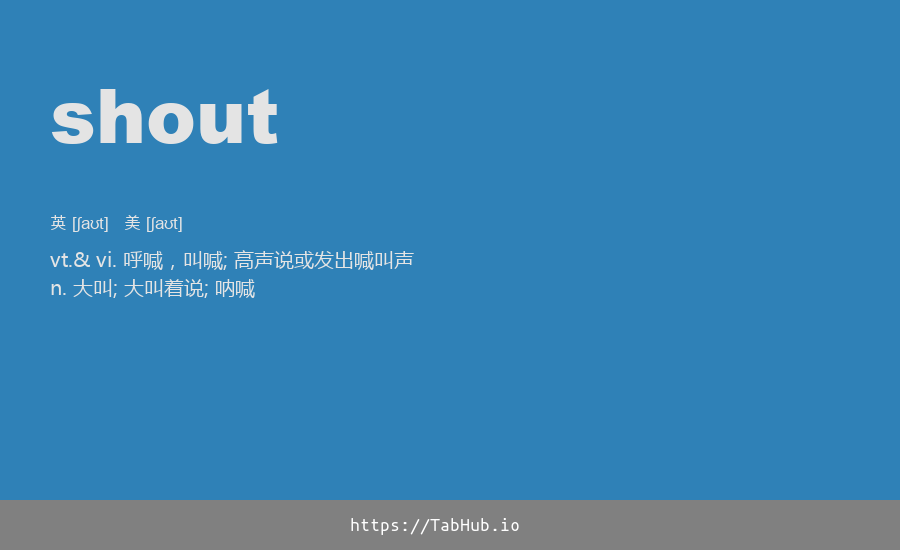 shout
英 [ʃaʊt] 美 [ʃaʊt]
vt.& vi. 呼喊，叫喊; 高声说或发出喊叫声
n. 大叫; 大叫着说; 呐喊
https://TabHub.io